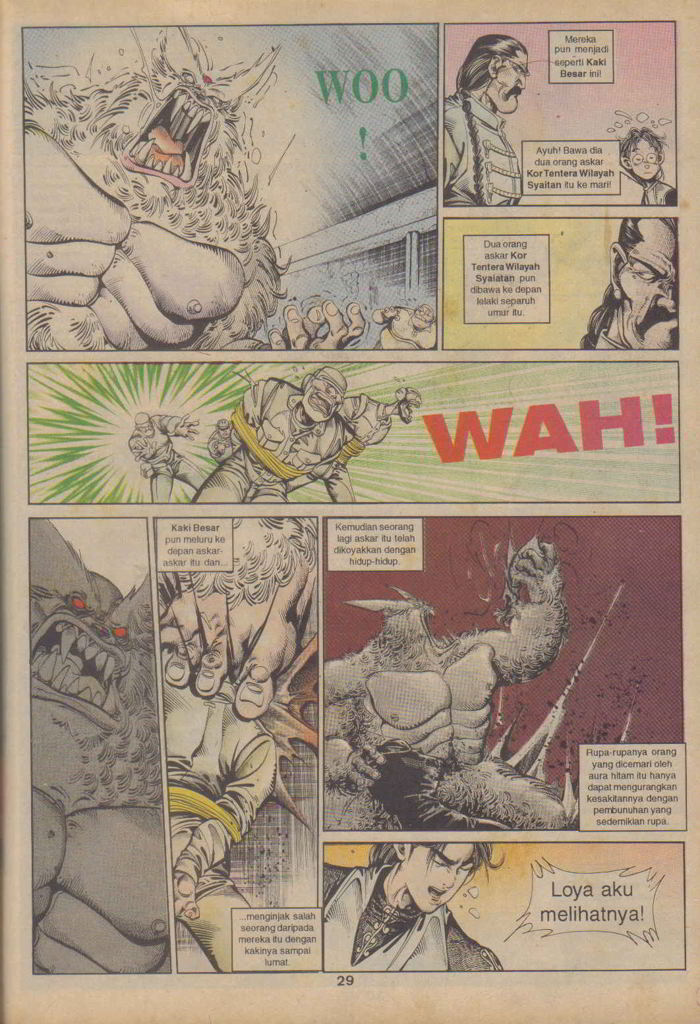 WOO
!
Mereka
pun menjadi
seperti Kaki
Besar ini!
Ayuh! Bawa dia
dua orang askar
Kor Tentera Wilayah
Syaitan itu ke mari!
Dua orang
askar Kor
Tentera Wilayah
Syaiatan pun
dibawa ke depan
lelaki separuh
umur itu.
WAH!
Kaki Besar
pun meluru ke
depan askar-
askar itu dan...
...menginjak salah
seorang daripada
mereka itu dengan
kakinya sampai
lumat.
Kemudian seorang
lagi askar itu telah
dikoyakkan dengan
hidup-hidup.
Rupa-rupanya orang
yang dicemari oleh
aura hitam itu hanya
dapat mengurangkan
kesakitannya dengan
pembunuhan yang
sedemikian rupa.
Loya aku
melihatnya!
29